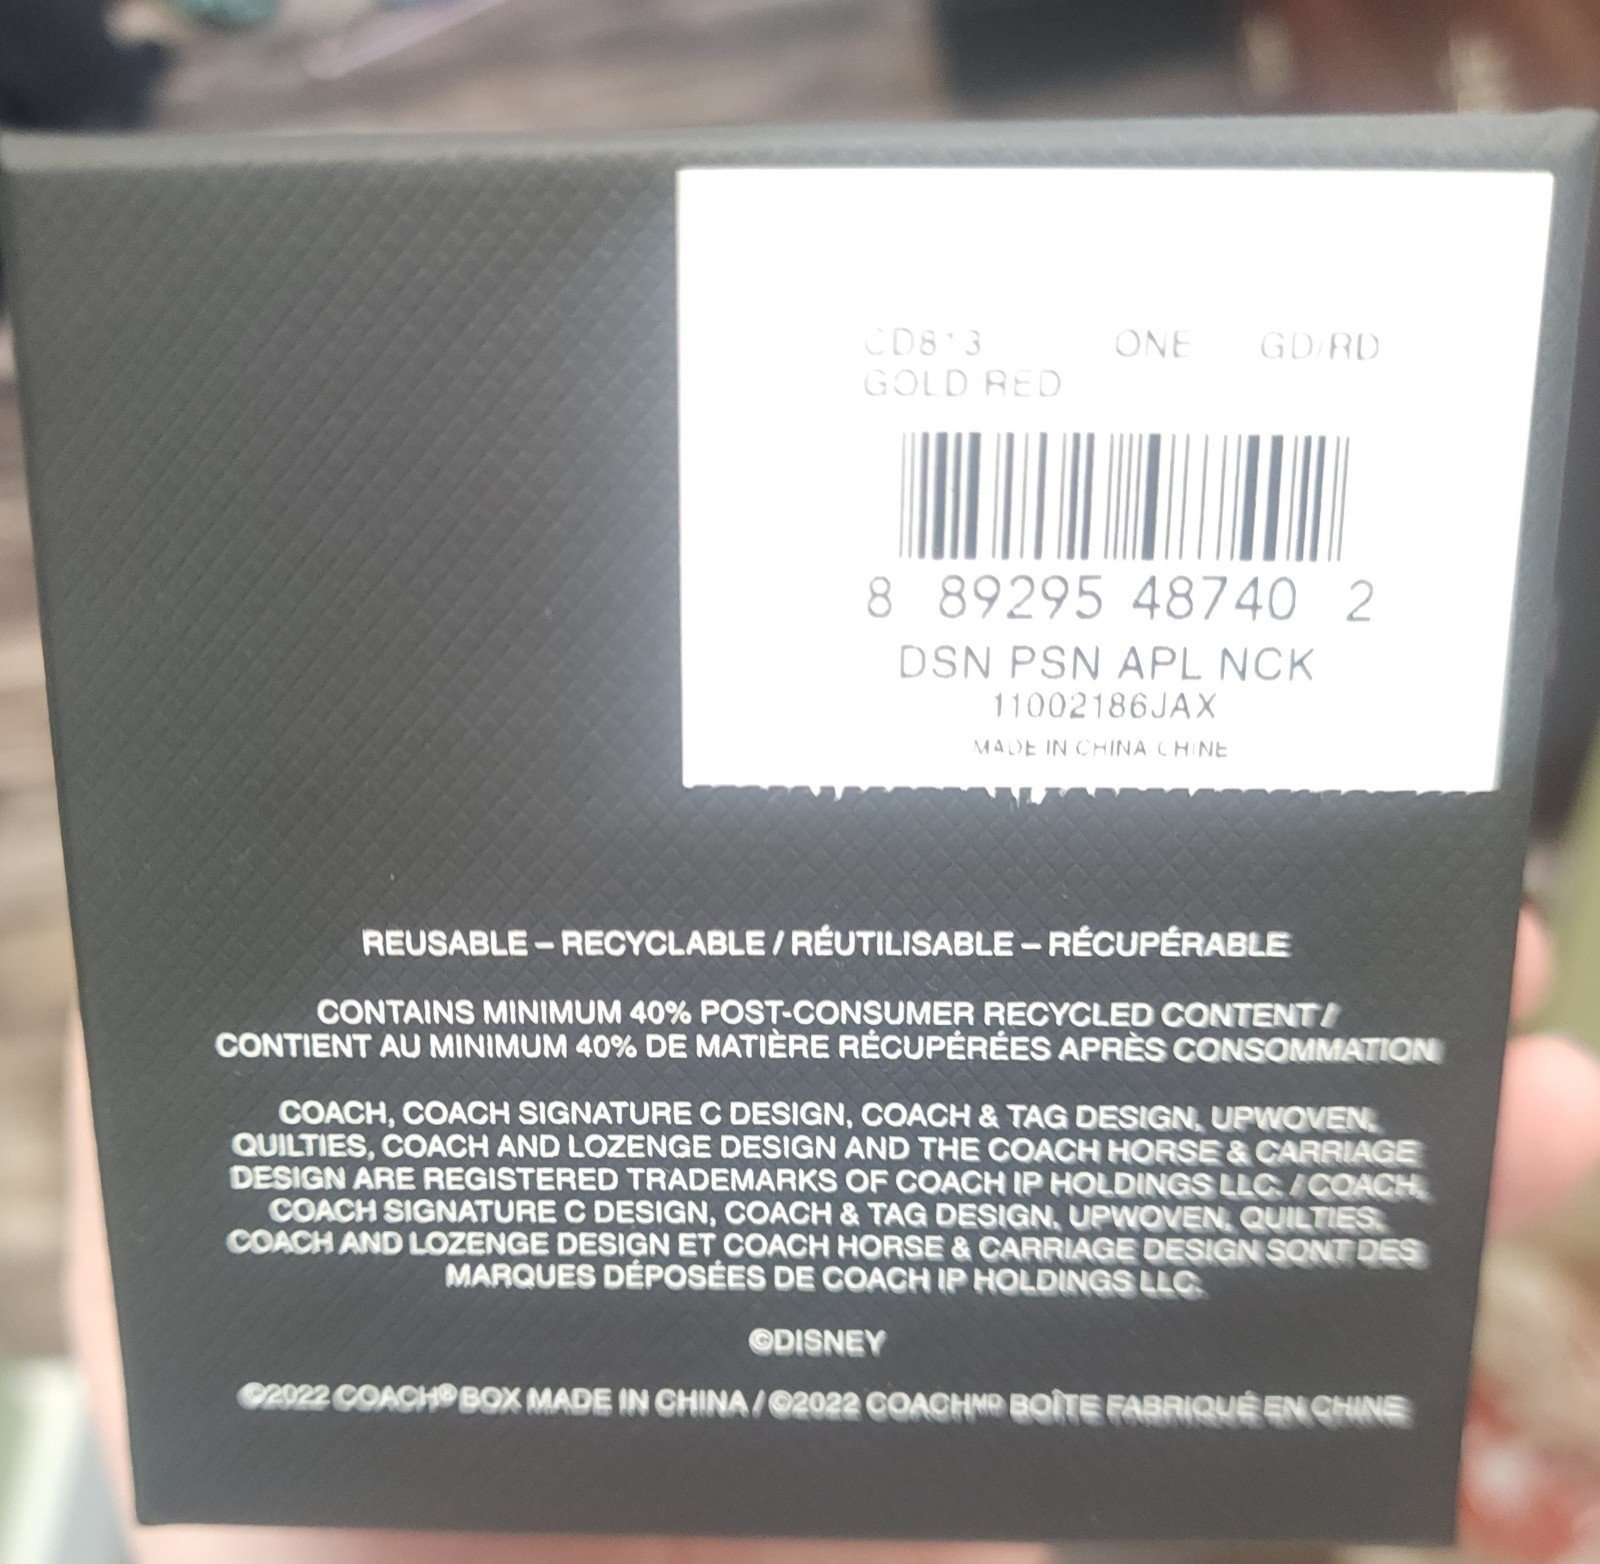 CD813 ONE GD/RD
GOLD/RED
8 89295 48740 2
DSN PSN APL NCK
11002186JAX
MADE IN CHINA CHINE
REUSABLE – RECYCLABLE / RÉUTILISABLE – RÉCUPÉRABLE
CONTAINS MINIMUM 40% POST-CONSUMER RECYCLED CONTENT /
CONTIENT AU MINIMUM 40% DE MATIÈRE RÉCUPÉRÉES APRÈS CONSOMMATION
COACH, COACH SIGNATURE C DESIGN, COACH & TAG DESIGN, UPWOVEN,
QUILTIES, COACH AND LOZENGE DESIGN AND THE COACH HORSE & CARRIAGE
DESIGN ARE REGISTERED TRADEMARKS OF COACH IP HOLDINGS LLC. / COACH,
COACH SIGNATURE C DESIGN, COACH & TAG DESIGN, UPWOVEN, QUILTIES,
COACH AND LOZENGE DESIGN ET COACH HORSE & CARRIAGE DESIGN SONT DES
MARQUES DÉPOSÉES DE COACH IP HOLDINGS LLC.
©DISNEY
©2022 COACH® BOX MADE IN CHINA / ©2022 COACHᴹᴰ BOÎTE FABRIQUÉ EN CHINE